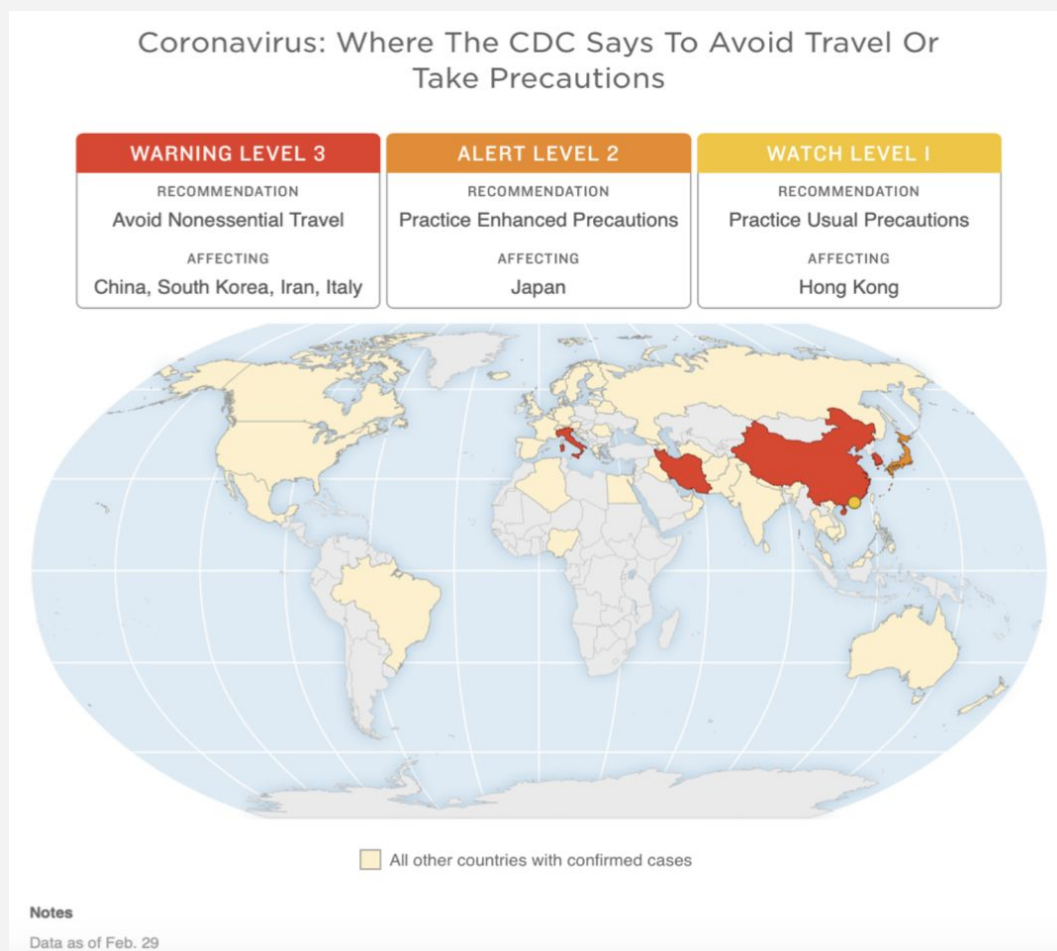 Coronavirus: Where The CDC Says To Avoid Travel Or
Take Precautions
WARNING LEVEL 3
RECOMMENDATION
Avoid Nonessential Travel
AFFECTING
China, South Korea, Iran, Italy
ALERT LEVEL 2
RECOMMENDATION
Practice Enhanced Precautions
AFFECTING
Japan
WATCH LEVEL I
RECOMMENDATION
Practice Usual Precautions
AFFECTING
Hong Kong
All other countries with confirmed cases
Notes
Data as of Feb. 29